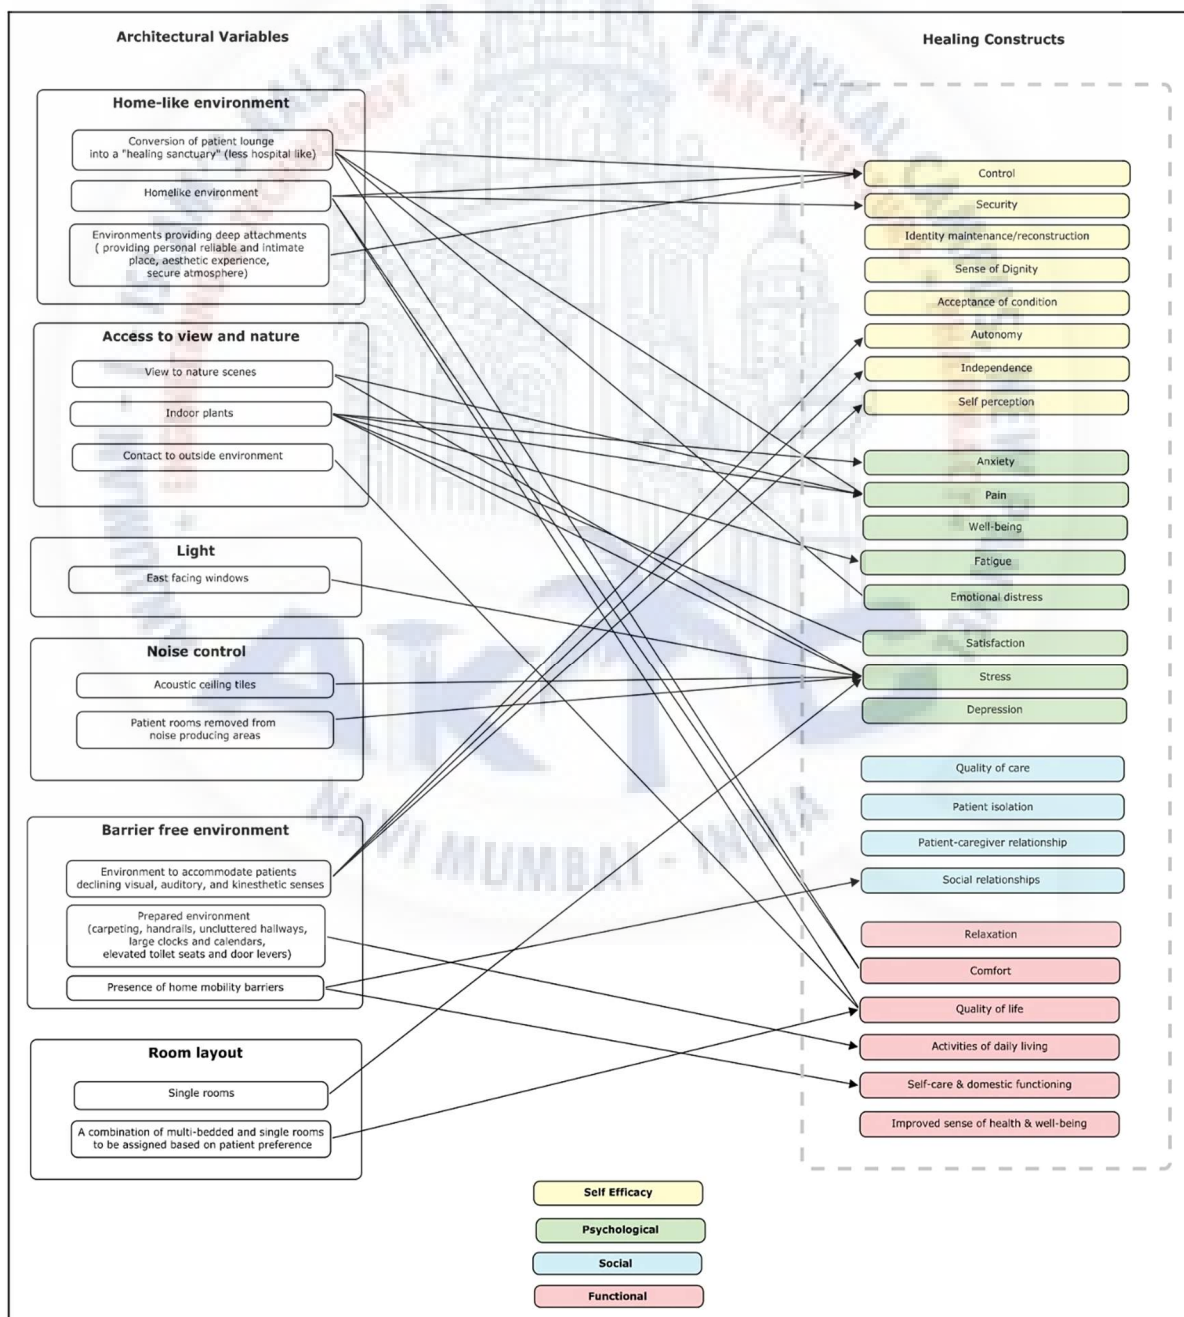 Architectural Variables
Healing Constructs
Home-like environment
Conversion of patient lounge
into a "healing sanctuary" (less hospital like)
Homelike environment
Environments providing deep attachments
( providing personal reliable and intimate
place, aesthetic experience,
secure atmosphere)
Access to view and nature
View to nature scenes
Indoor plants
Contact to outside environment
Light
East facing windows
Noise control
Acoustic ceiling tiles
Patient rooms removed from
noise producing areas
Barrier free environment
Environment to accommodate patients
declining visual, auditory, and kinesthetic senses
Prepared environment
(carpeting, handrails, uncluttered hallways,
large clocks and calendars,
elevated toilet seats and door levers)
Presence of home mobility barriers
Room layout
Single rooms
A combination of multi-bedded and single rooms
to be assigned based on patient preference
Control
Security
Identity maintenance/reconstruction
Sense of Dignity
Acceptance of condition
Autonomy
Independence
Self perception
Anxiety
Pain
Well-being
Fatigue
Emotional distress
Satisfaction
Stress
Depression
Quality of care
Patient isolation
Patient-caregiver relationship
Social relationships
Relaxation
Comfort
Quality of life
Activities of daily living
Self-care & domestic functioning
Improved sense of health & well-being
Self Efficacy
Psychological
Social
Functional
KALSEKAR
TECHNICAL
AKTC
NAVI MUMBAI - INDIA